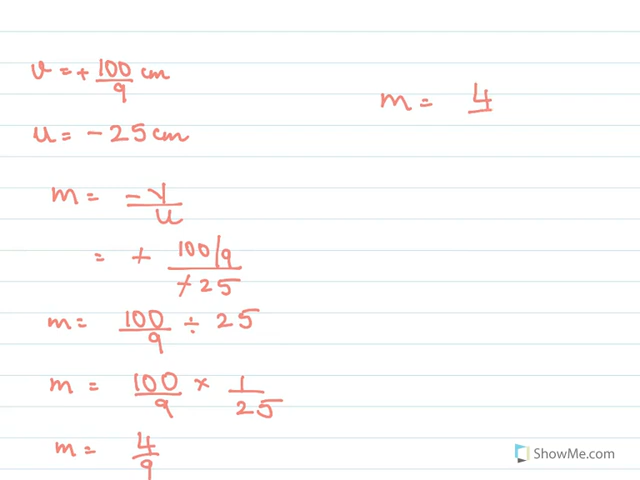 v = + 100/9 cm
u = - 25 cm
m = -v/u
= + 100/9 / -25
m = 100/9 ÷ 25
m = 100/9 × 1/25
m = 4/9
m = 4
ShowMe.com